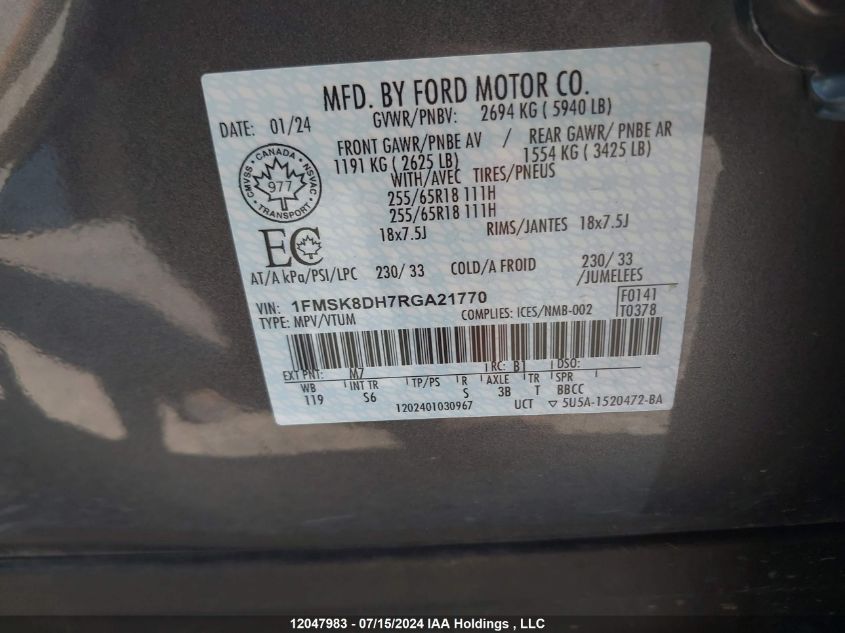 MFD. BY FORD MOTOR CO.
DATE: 01/24
GVWR/PNBV: 2694 KG ( 5940 LB)
FRONT GAWR/PNBE AV / REAR GAWR/ PNBE AR
1191 KG ( 2625 LB) 1554 KG ( 3425 LB)
WITH/AVEC TIRES/PNEUS
255/65R18 111H
255/65R18 111H
18x7.5J RIMS/JANTES 18x7.5J
CANADA
CMVSS NSVAC
977
TRANSPORT
EC
AT/A kPa/PSI/LPC 230/ 33 COLD/A FROID 230/ 33
/JUMELEES
VIN: 1FMSK8DH7RGA21770
F0141
TYPE: MPV/VTUM COMPLIES: ICES/NMB-002 T0378
EXT PNT: M7 RC: B1 DSO:
WB INT TR TP/PS R AXLE TR SPR
119 S6 S 3B T BBCC
1202401030967 UCT ▽ 5U5A-1520472-BA
12047983 - 07/15/2024 IAA Holdings , LLC